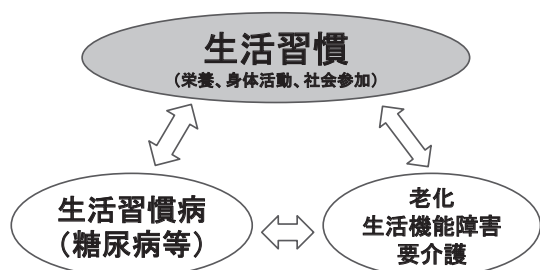 生活習慣
（栄養、身体活動、社会参加）
生活習慣病
（糖尿病等）
老化
生活機能障害
要介護